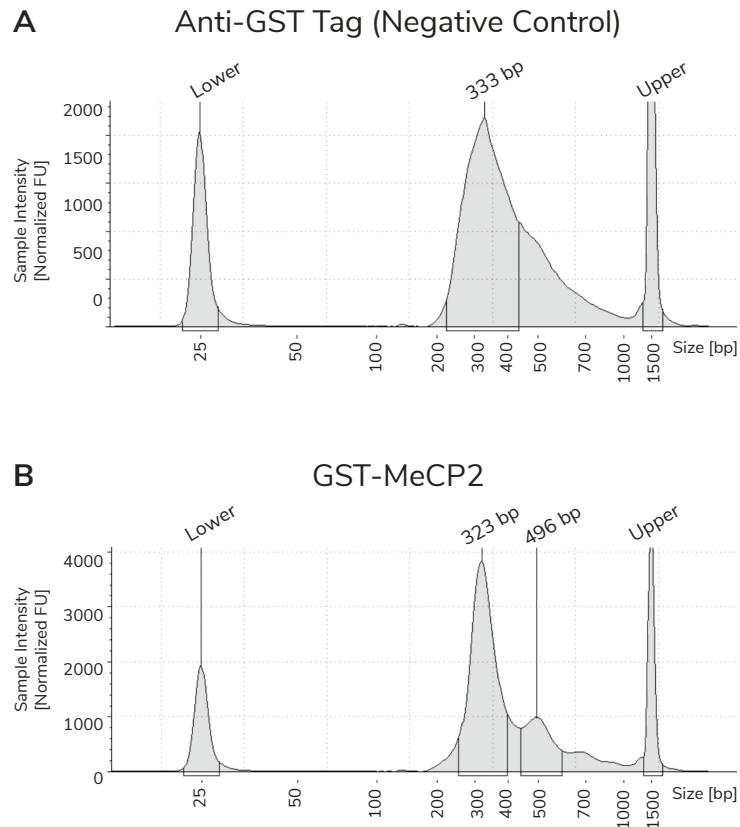 A
Anti-GST Tag (Negative Control)
Lower
333 bp
Upper
Sample Intensity
[Normalized FU]
2000
1500
1000
500
0
25
50
100
200
300
400
500
700
1000
1500
Size [bp]
B
GST-MeCP2
Lower
323 bp
496 bp
Upper
Sample Intensity
[Normalized FU]
4000
3000
2000
1000
0
25
50
100
200
300
400
500
700
1000
1500
Size [bp]